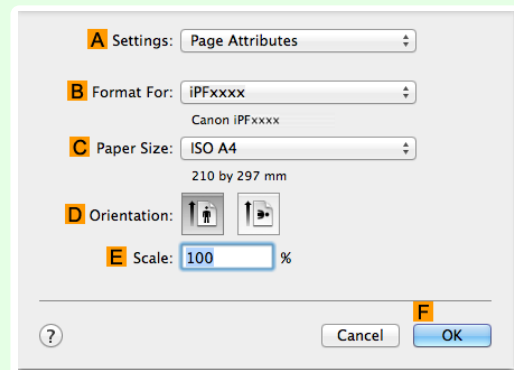 A Settings: Page Attributes
B Format For: iPFxxxx
Canon iPFxxxx
C Paper Size: ISO A4
210 by 297 mm
D Orientation:
E Scale: 100 %
F
? Cancel OK